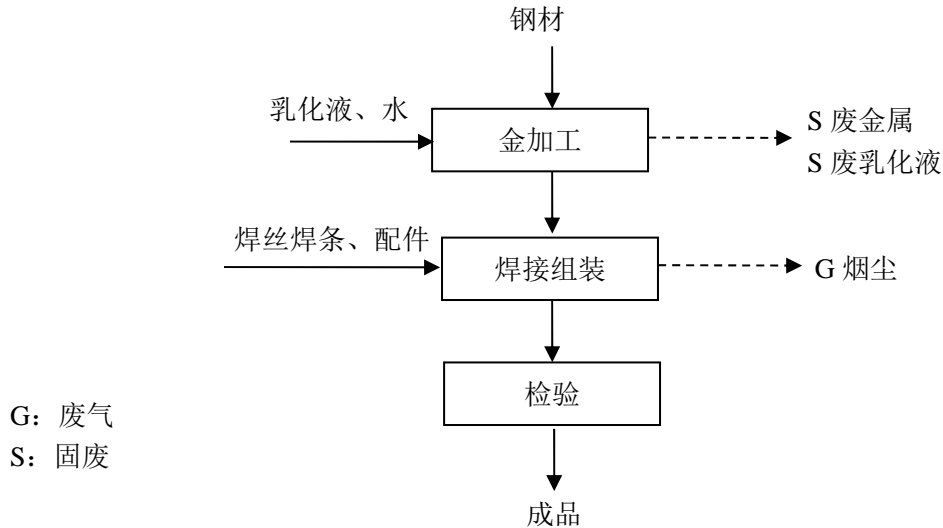 钢材
乳化液、水
金加工
S 废金属
S 废乳化液
焊丝焊条、配件
焊接组装
G 烟尘
检验
G：废气
S：固废
成品